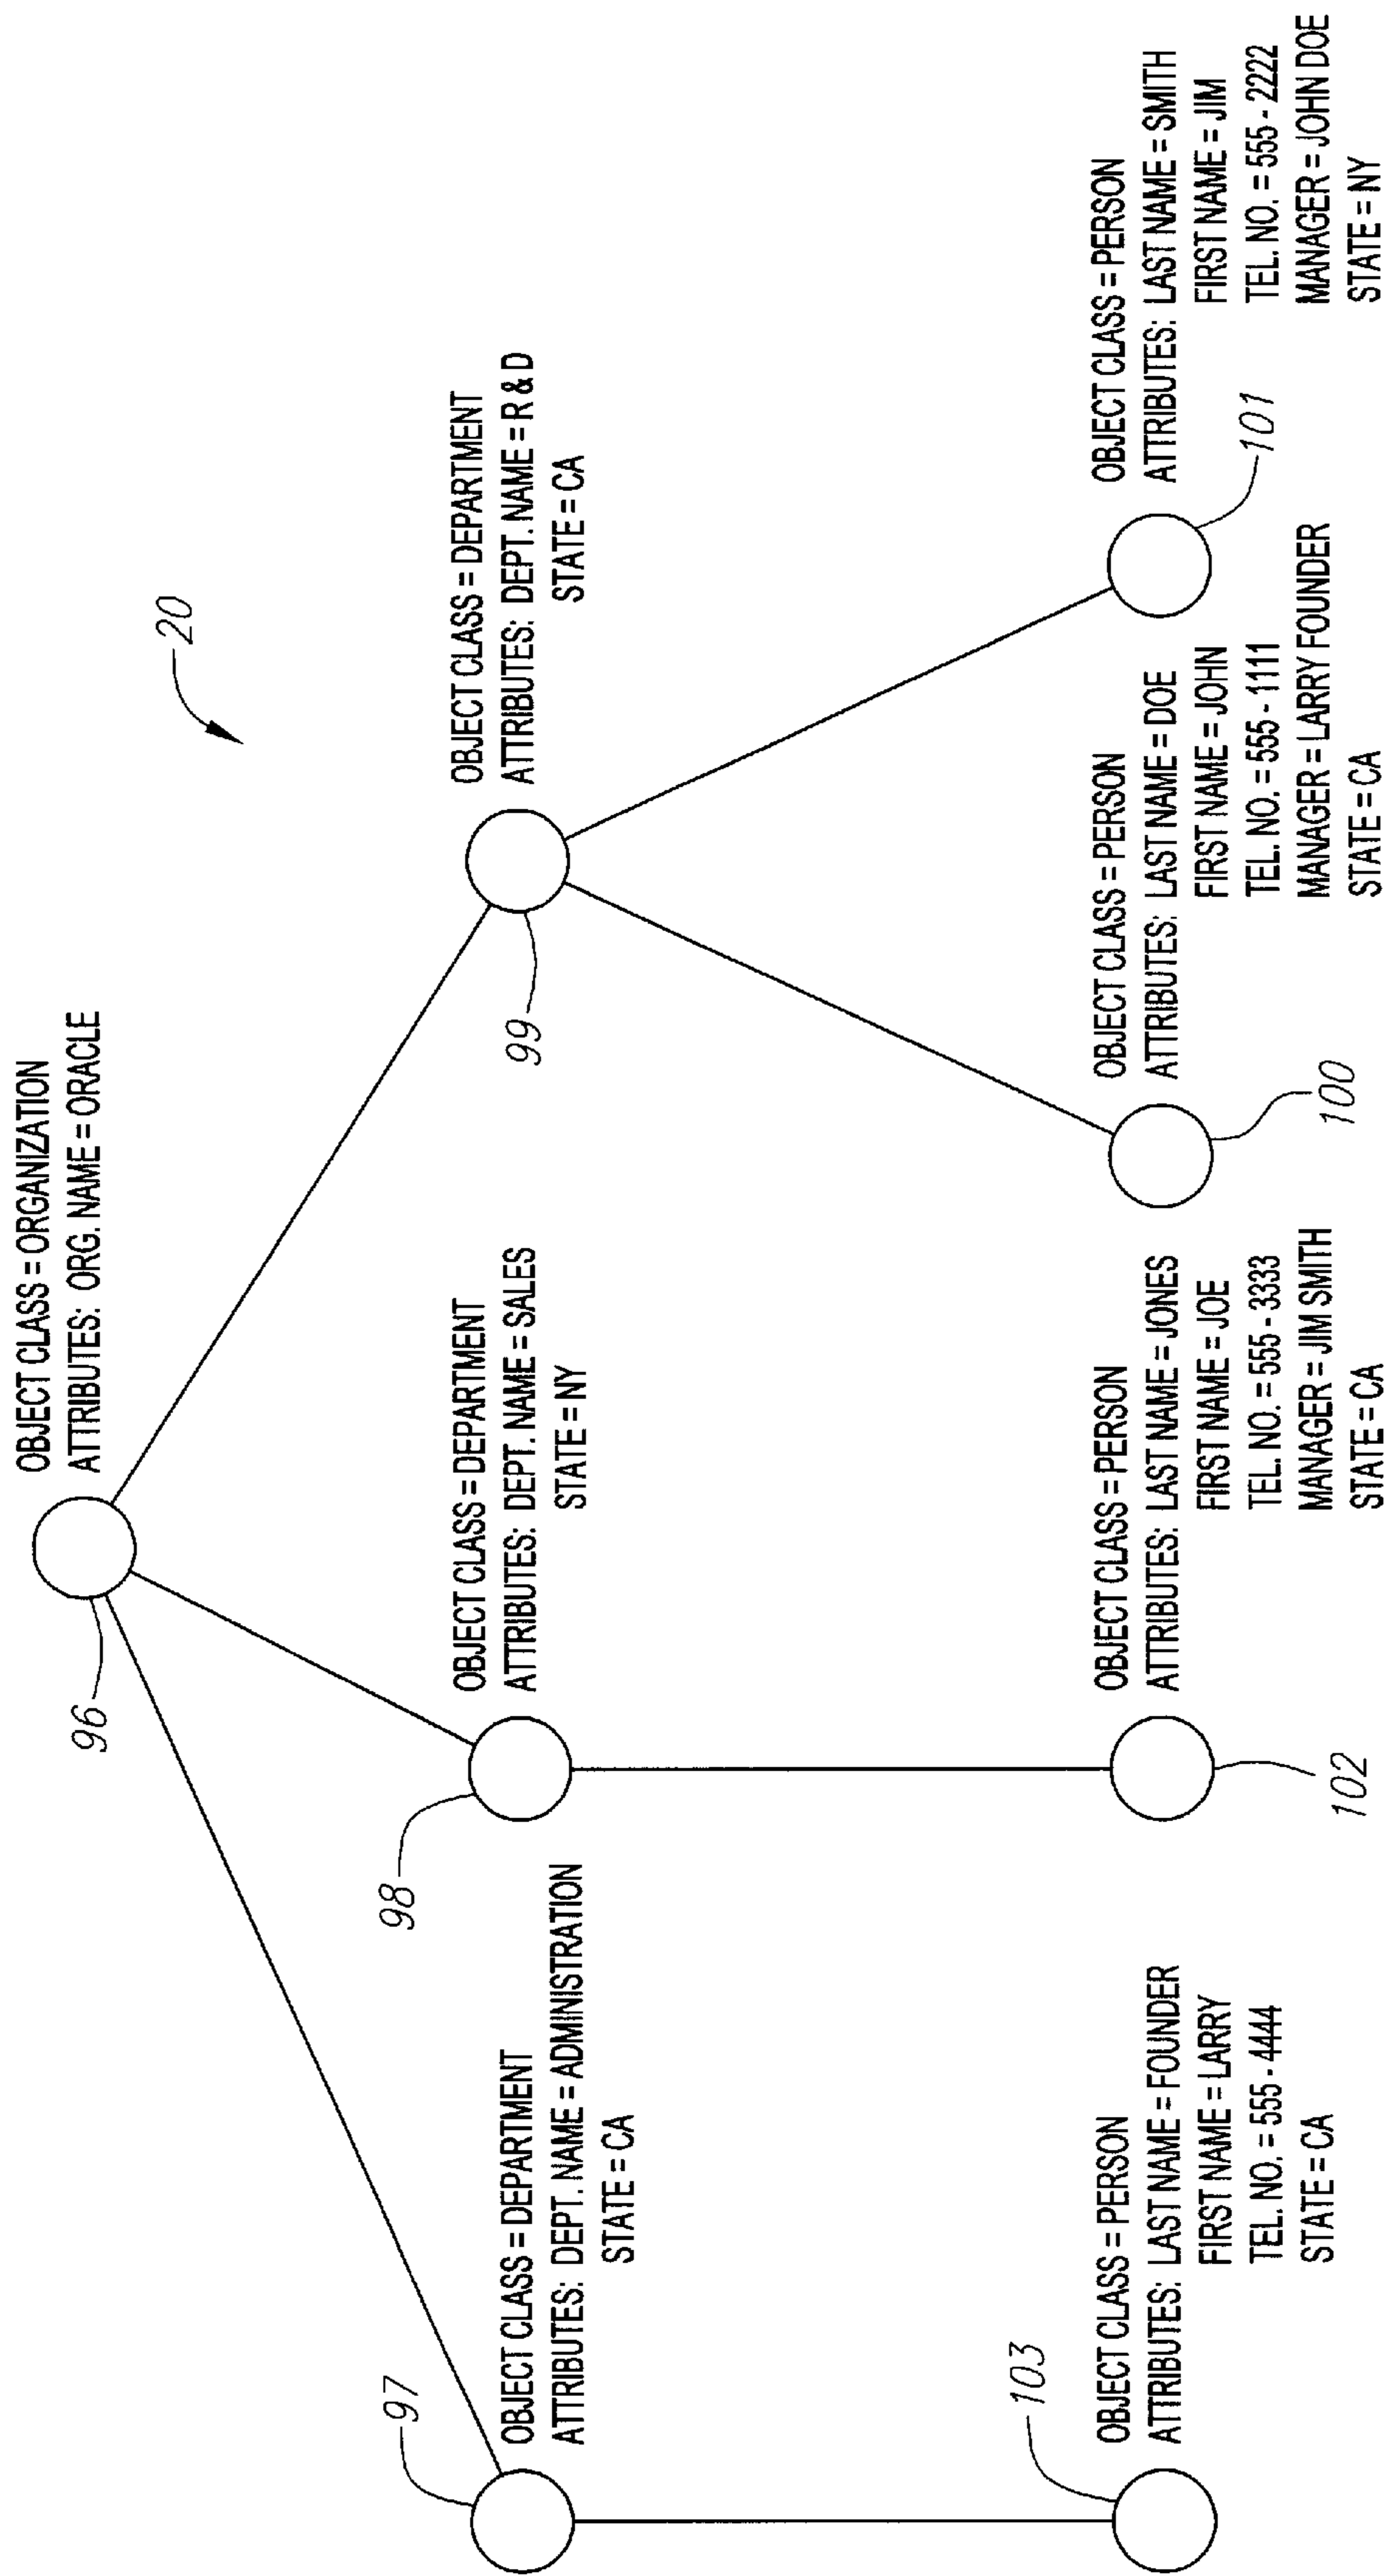 20
OBJECT CLASS = ORGANIZATION
ATTRIBUTES: ORG. NAME = ORACLE
96
97
OBJECT CLASS = DEPARTMENT
ATTRIBUTES: DEPT. NAME = ADMINISTRATION
STATE = CA
98
OBJECT CLASS = DEPARTMENT
ATTRIBUTES: DEPT. NAME = SALES
STATE = NY
99
OBJECT CLASS = DEPARTMENT
ATTRIBUTES: DEPT. NAME = R & D
STATE = CA
103
OBJECT CLASS = PERSON
ATTRIBUTES: LAST NAME = FOUNDER
FIRST NAME = LARRY
TEL. NO. = 555 - 4444
STATE = CA
102
OBJECT CLASS = PERSON
ATTRIBUTES: LAST NAME = JONES
FIRST NAME = JOE
TEL. NO. = 555 - 3333
MANAGER = JIM SMITH
STATE = CA
100
OBJECT CLASS = PERSON
ATTRIBUTES: LAST NAME = DOE
FIRST NAME = JOHN
TEL. NO. = 555 - 1111
MANAGER = LARRY FOUNDER
STATE = CA
101
OBJECT CLASS = PERSON
ATTRIBUTES: LAST NAME = SMITH
FIRST NAME = JIM
TEL. NO. = 555 - 2222
MANAGER = JOHN DOE
STATE = NY